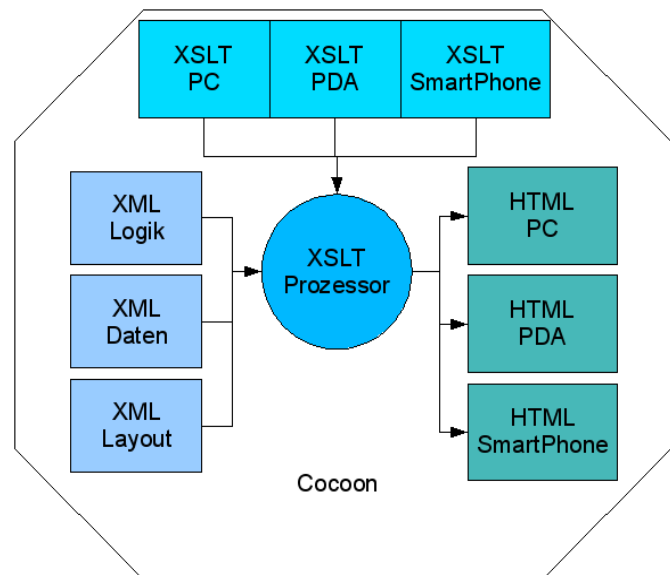 XSLT
PC
XSLT
PDA
XSLT
SmartPhone
XML
Logik
XML
Daten
XML
Layout
XSLT
Prozessor
HTML
PC
HTML
PDA
HTML
SmartPhone
Cocoon